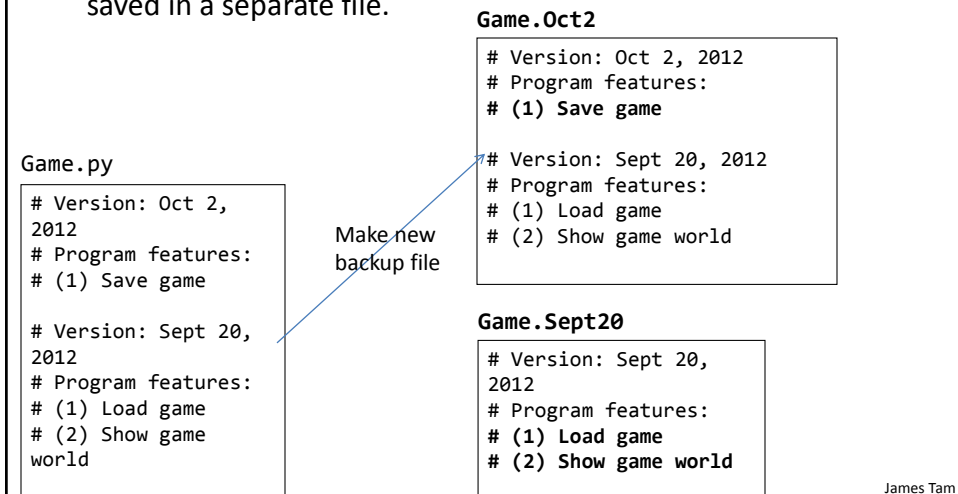 saved in a separate file.
Game.py
# Version: Oct 2,
2012
# Program features:
# (1) Save game
# Version: Sept 20,
2012
# Program features:
# (1) Load game
# (2) Show game
world
Make new
backup file
Game.Oct2
# Version: Oct 2, 2012
# Program features:
# (1) Save game
# Version: Sept 20, 2012
# Program features:
# (1) Load game
# (2) Show game world
Game.Sept20
# Version: Sept 20,
2012
# Program features:
# (1) Load game
# (2) Show game world
James Tam